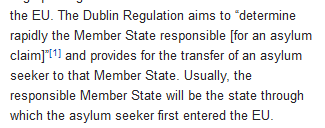 the EU. The Dublin Regulation aims to “determine
rapidly the Member State responsible [for an asylum
claim]”[1] and provides for the transfer of an asylum
seeker to that Member State. Usually, the
responsible Member State will be the state through
which the asylum seeker first entered the EU.